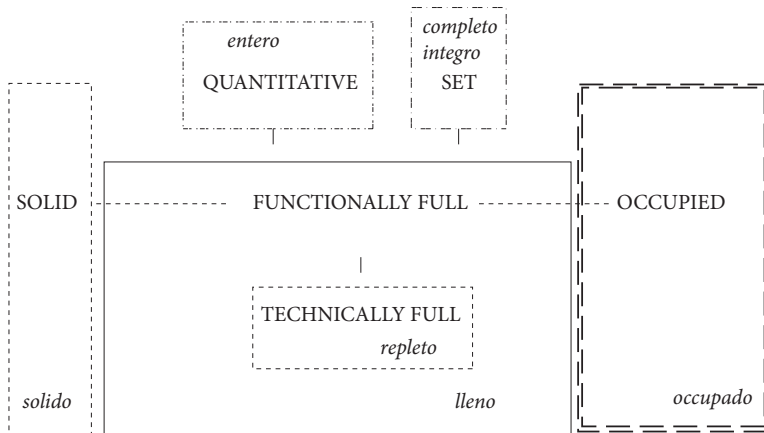 entero
QUANTITATIVE
completo
integro
SET
SOLID
FUNCTIONALLY FULL
OCCUPIED
TECHNICALLY FULL
repleto
solido
lleno
occupado